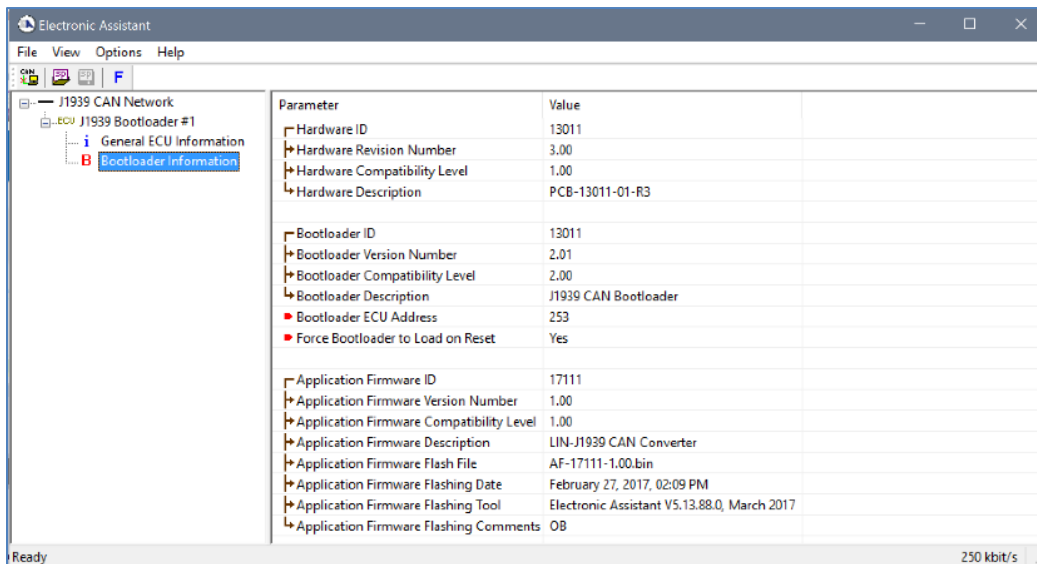 Electronic Assistant
File View Options Help
CAN SP SP F
J1939 CAN Network
ECU J1939 Bootloader #1
i General ECU Information
B Bootloader Information
Parameter Value
Hardware ID 13011
Hardware Revision Number 3.00
Hardware Compatibility Level 1.00
Hardware Description PCB-13011-01-R3
Bootloader ID 13011
Bootloader Version Number 2.01
Bootloader Compatibility Level 2.00
Bootloader Description J1939 CAN Bootloader
Bootloader ECU Address 253
Force Bootloader to Load on Reset Yes
Application Firmware ID 17111
Application Firmware Version Number 1.00
Application Firmware Compatibility Level 1.00
Application Firmware Description LIN-J1939 CAN Converter
Application Firmware Flash File AF-17111-1.00.bin
Application Firmware Flashing Date February 27, 2017, 02:09 PM
Application Firmware Flashing Tool Electronic Assistant V5.13.88.0, March 2017
Application Firmware Flashing Comments OB
Ready 250 kbit/s